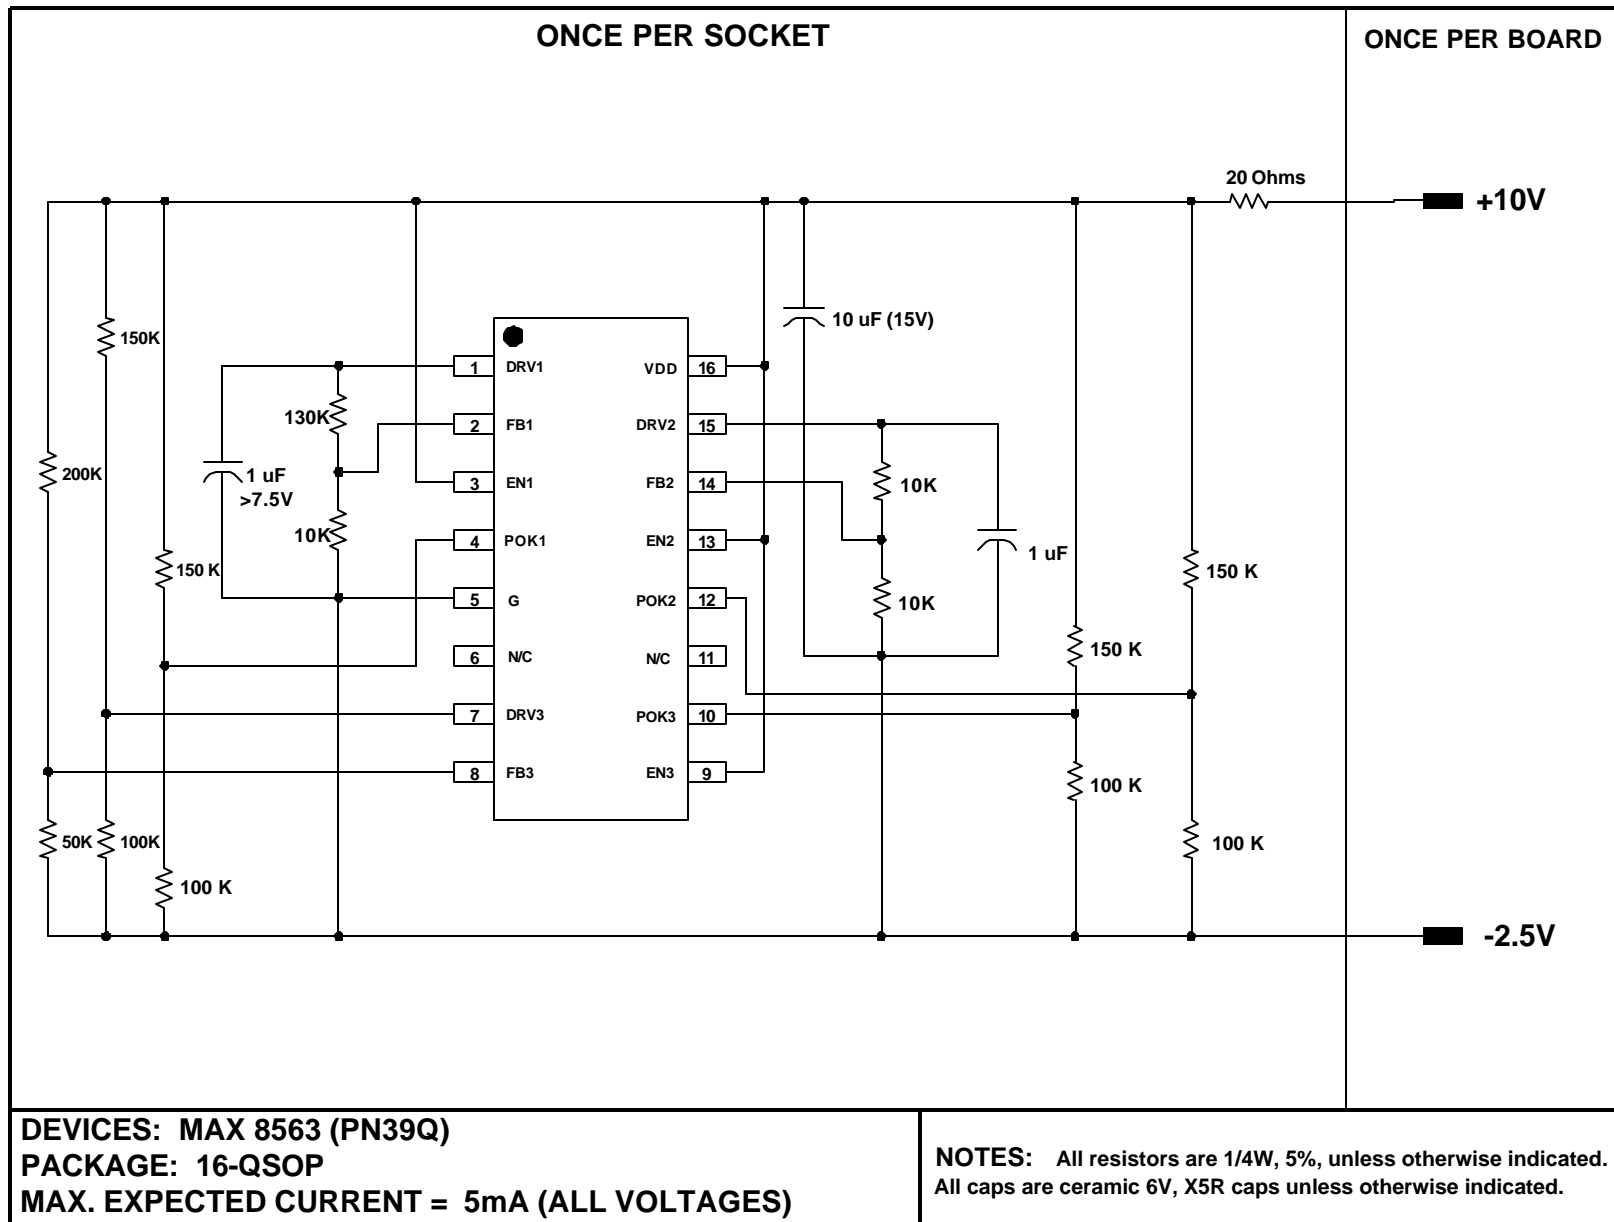 ONCE PER SOCKET
ONCE PER BOARD
20 Ohms
+10V
10 uF (15V)
150K
1 DRV1
VDD 16
130K
2 FB1
DRV2 15
200K
1 uF
>7.5V
3 EN1
FB2 14
10K
10K
4 POK1
EN2 13
1 uF
150 K
150 K
5 G
POK2 12
10K
6 N/C
N/C 11
150 K
7 DRV3
POK3 10
8 FB3
EN3 9
100 K
50K
100K
100 K
100 K
-2.5V
DEVICES: MAX 8563 (PN39Q)
PACKAGE: 16-QSOP
MAX. EXPECTED CURRENT = 5mA (ALL VOLTAGES)
NOTES: All resistors are 1/4W, 5%, unless otherwise indicated.
All caps are ceramic 6V, X5R caps unless otherwise indicated.